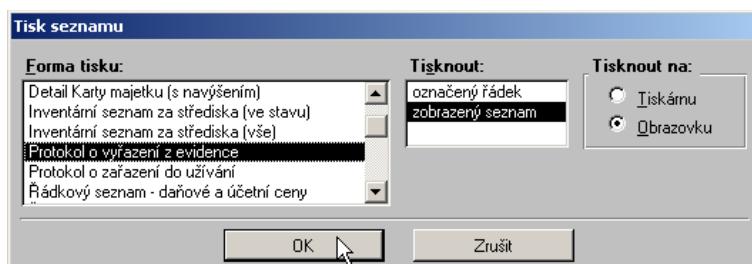 Tisk seznamu
Forma tisku:
Detail Karty majetku (s navýšením)
Inventární seznam za střediska (ve stavu)
Inventární seznam za střediska (vše)
Protokol o vyřazení z evidence
Protokol o zařazení do užívání
Řádkový seznam - daňové a účetní ceny
Tisknout:
označený řádek
zobrazený seznam
Tisknout na:
Tiskárnu
Obrazovku
OK
Zrušit